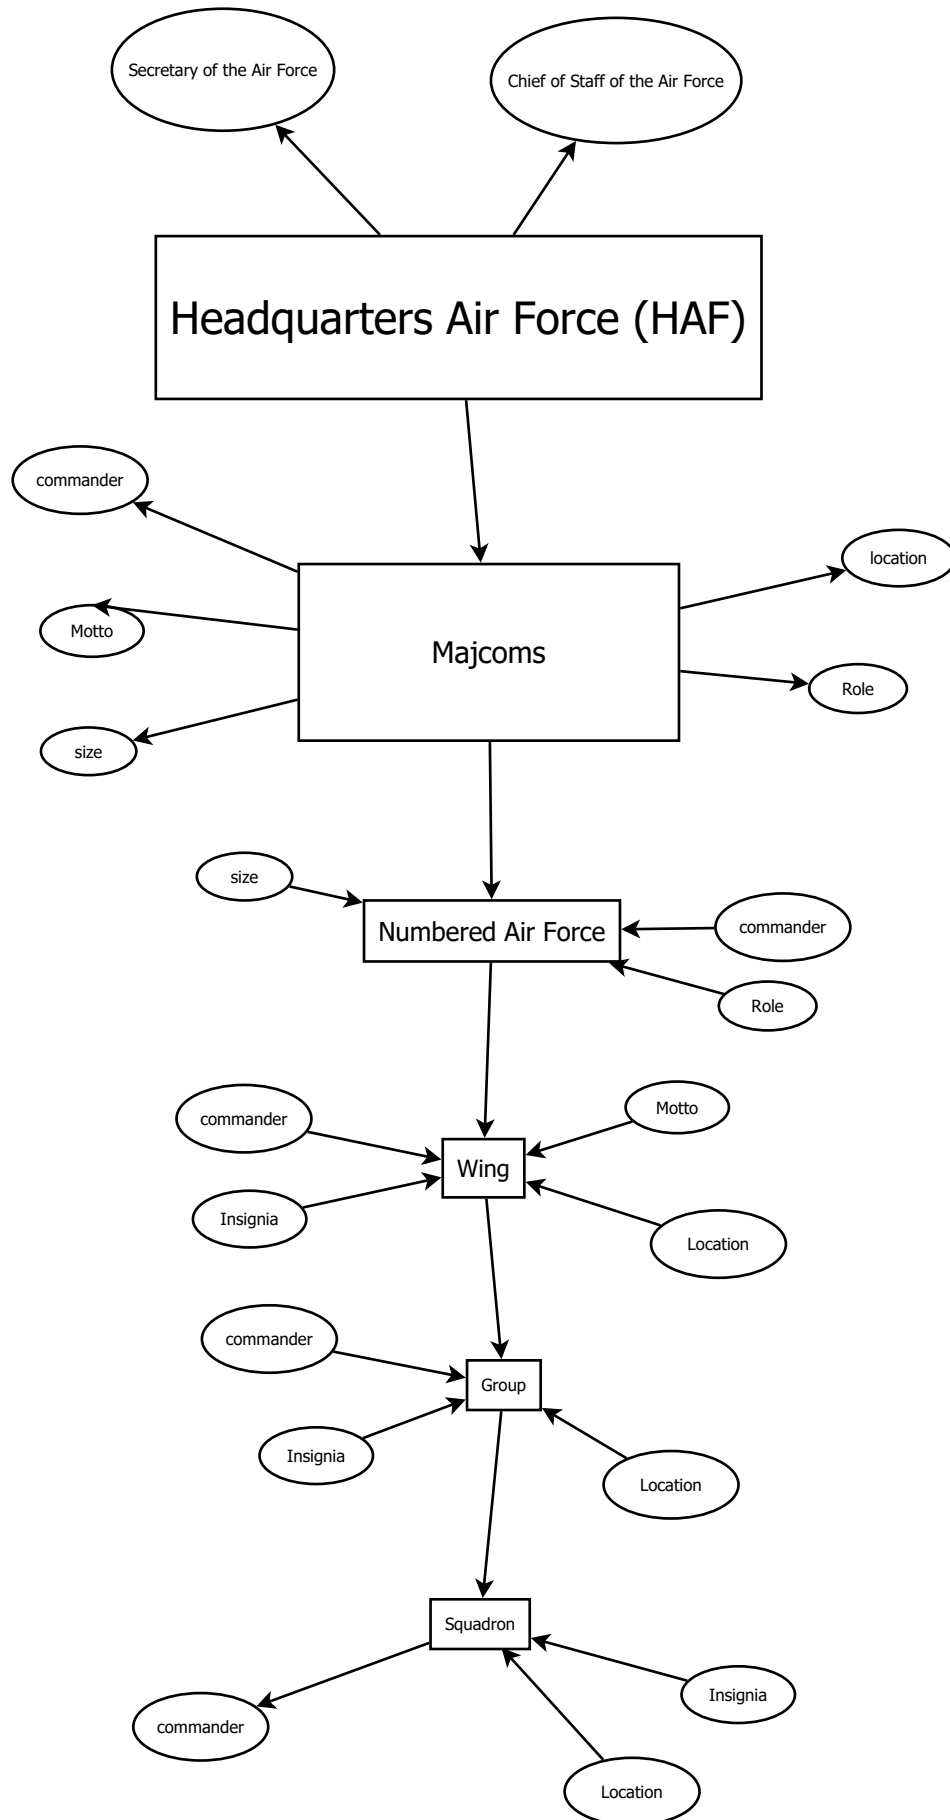 Secretary of the Air Force
Chief of Staff of the Air Force
Headquarters Air Force (HAF)
commander
location
Motto
Majcoms
Role
size
size
Numbered Air Force
commander
Role
commander
Motto
Wing
Insignia
Location
commander
Group
Insignia
Location
Squadron
Insignia
commander
Location